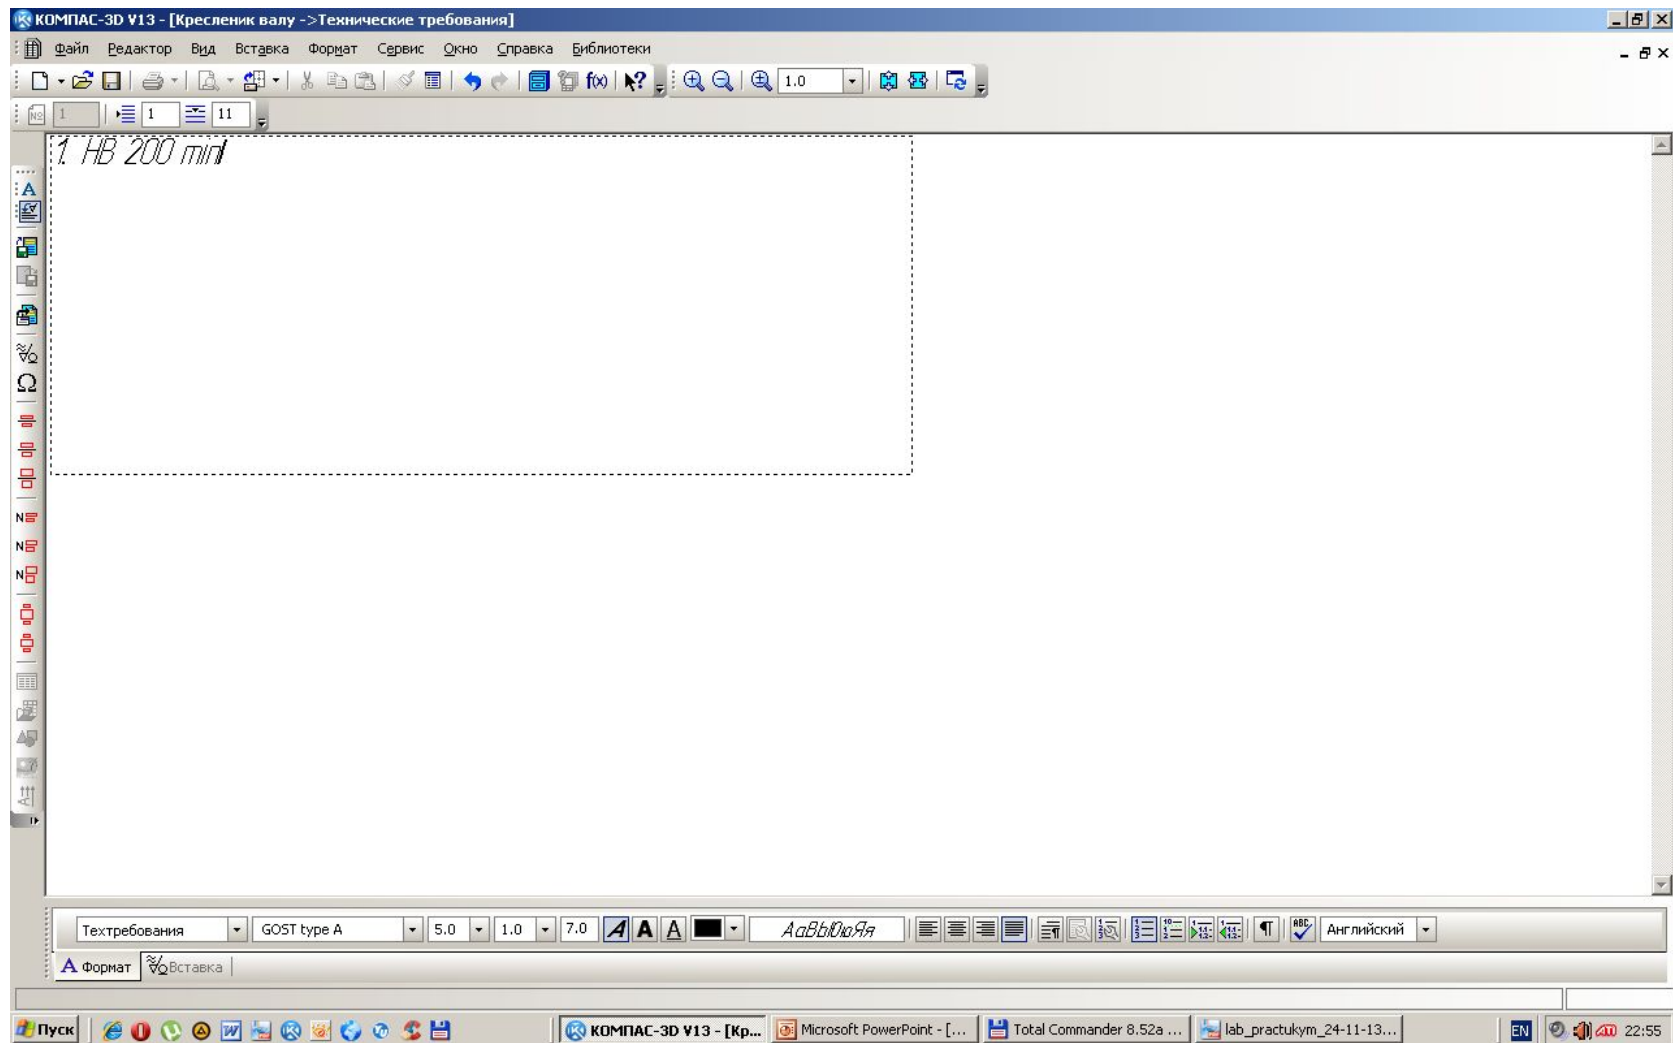 КОМПАС-3D V13 - [Кресленик валу ->Технические требования]
Файл Редактор Вид Вставка Формат Сервис Окно Справка Библиотеки
f(x) 1.0
1 1 11
1. HB 200 min
Техтребования GOST type A 5.0 1.0 7.0 A A A АаВbЮюЯя ABC Английский
A Формат Вставка
Пуск КОМПАС-3D V13 - [Кр... Microsoft PowerPoint - [... Total Commander 8.52a ... lab_practukym_24-11-13... EN 22:55